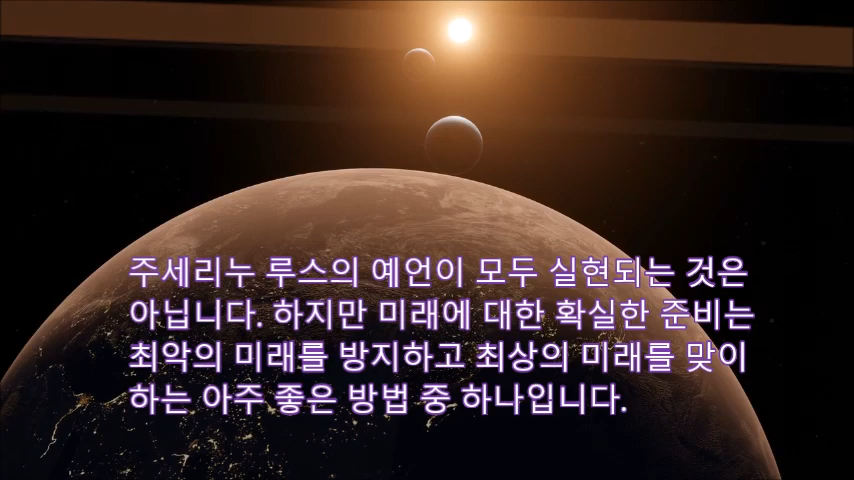 주세리누 루스의 예언이 모두 실현되는 것은
아닙니다. 하지만 미래에 대한 확실한 준비는
최악의 미래를 방지하고 최상의 미래를 맞이
하는 아주 좋은 방법 중 하나입니다.